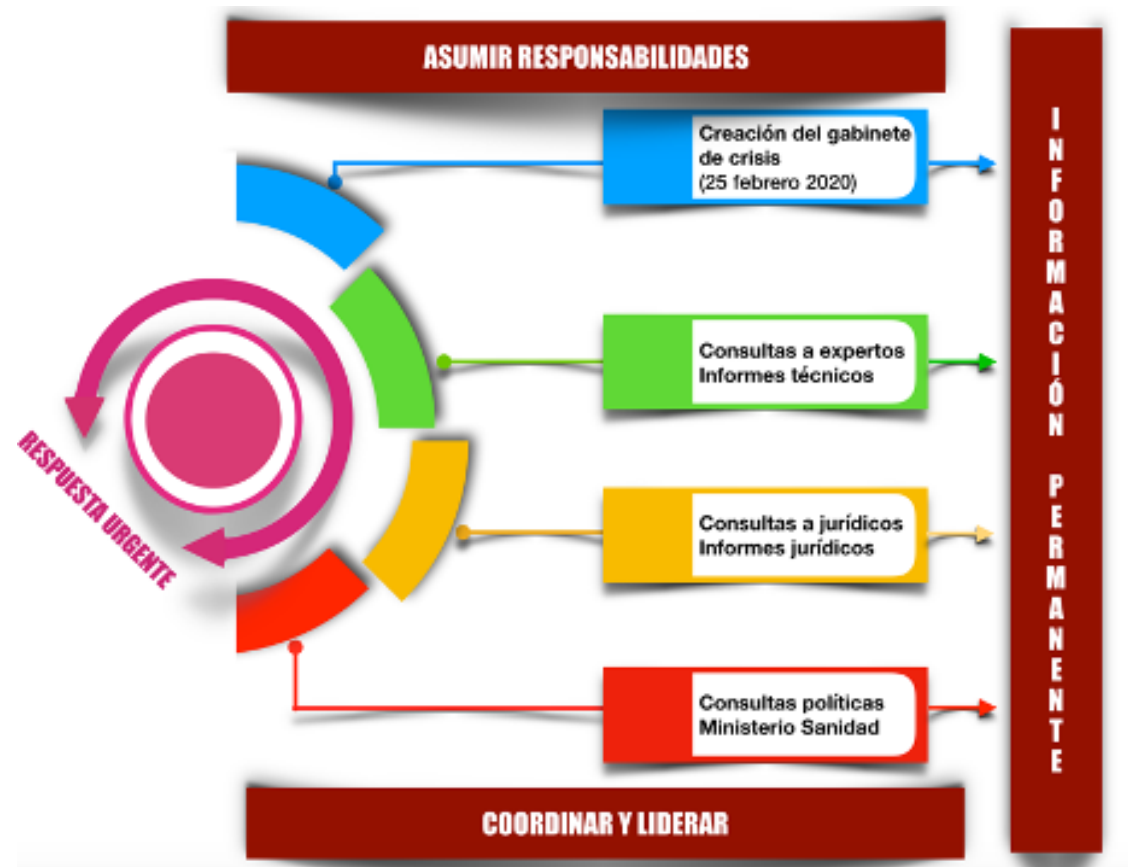 ASUMIR RESPONSABILIDADES
Creación del gabinete
de crisis
(25 febrero 2020)
Consultas a expertos
Informes técnicos
RESPUESTA URGENTE
Consultas a jurídicos
Informes jurídicos
Consultas políticas
Ministerio Sanidad
COORDINAR Y LIDERAR
INFORMACIÓN PERMANENTE